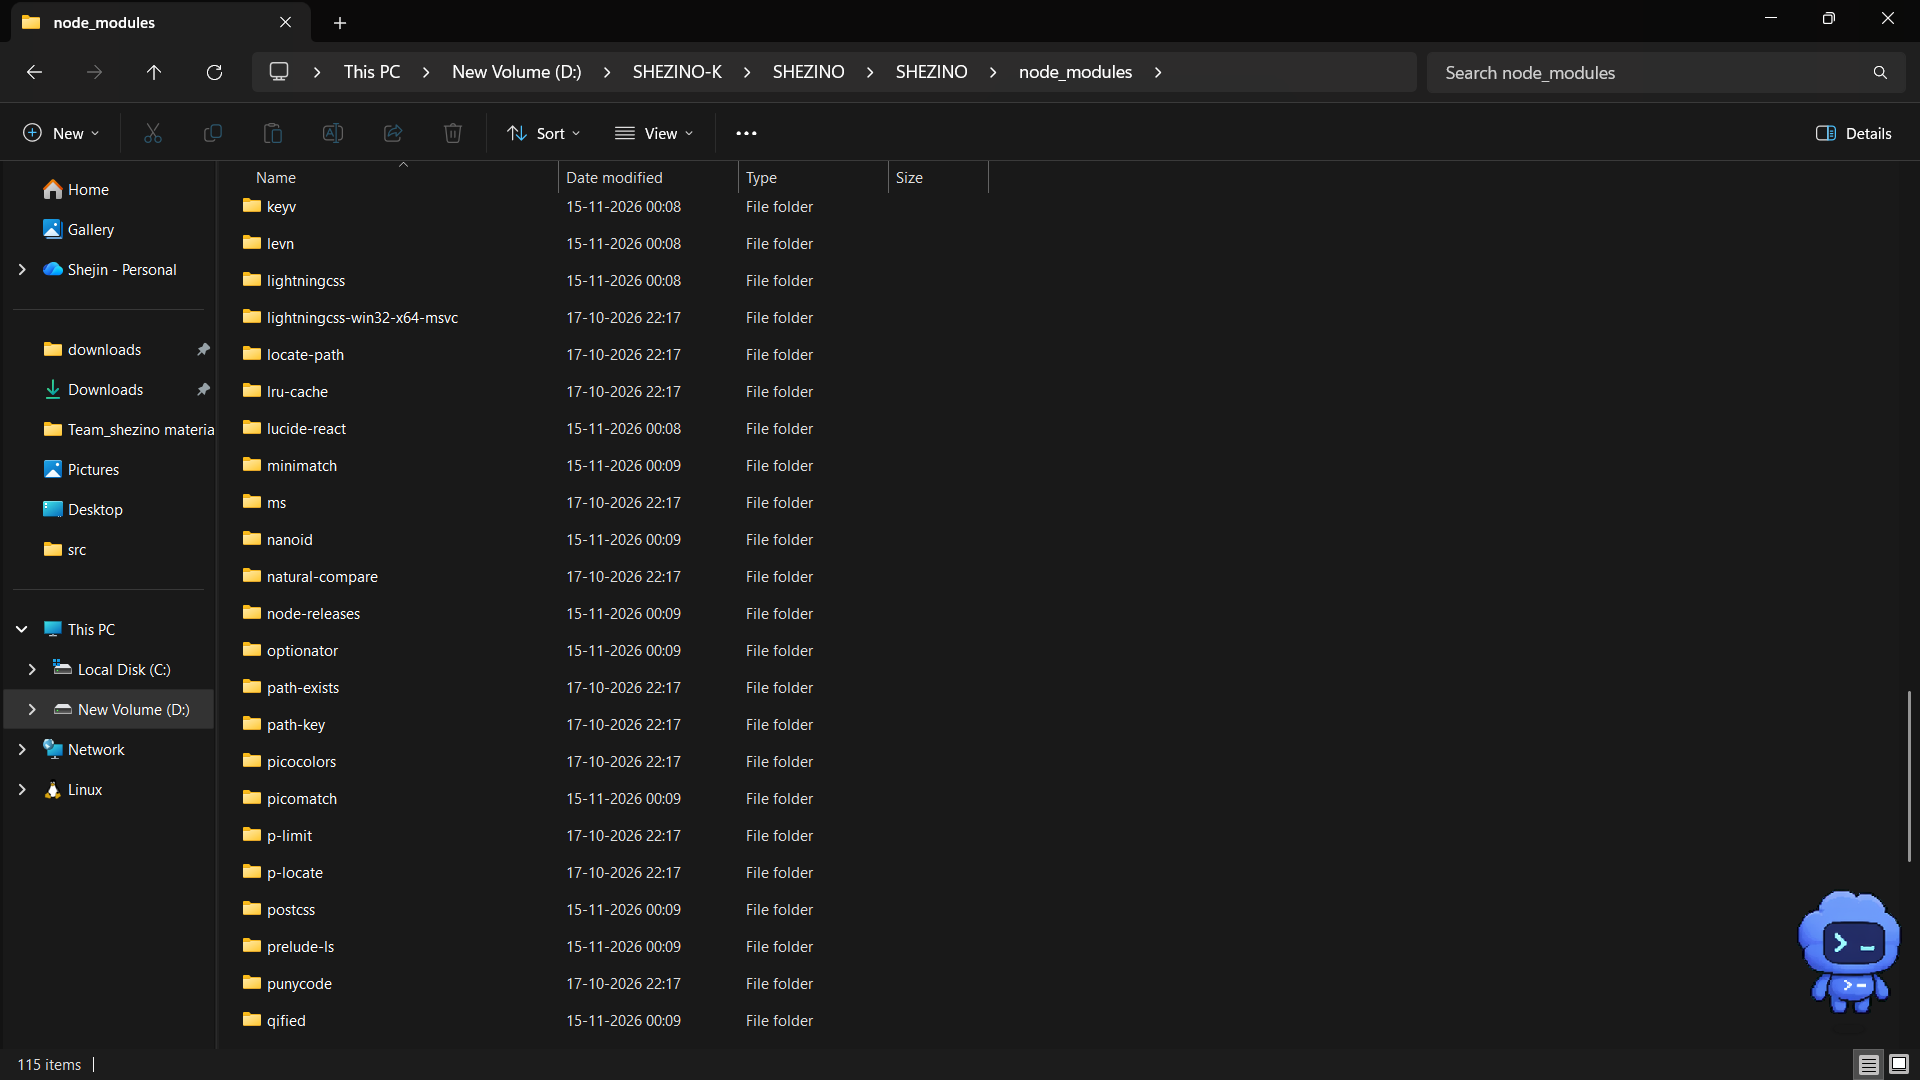 node_modules
This PC
New Volume (D:)
SHEZINO-K
SHEZINO
SHEZINO
node_modules
Search node_modules
New
Sort
View
Details
Name Date modified Type Size
Home
Gallery
Shejin - Personal
downloads
Downloads
Team_shezino materia
Pictures
Desktop
src
This PC
Local Disk (C:)
New Volume (D:)
Network
Linux
keyv 15-11-2026 00:08 File folder
levn 15-11-2026 00:08 File folder
lightningcss 15-11-2026 00:08 File folder
lightningcss-win32-x64-msvc 17-10-2026 22:17 File folder
locate-path 17-10-2026 22:17 File folder
lru-cache 17-10-2026 22:17 File folder
lucide-react 15-11-2026 00:08 File folder
minimatch 15-11-2026 00:09 File folder
ms 17-10-2026 22:17 File folder
nanoid 15-11-2026 00:09 File folder
natural-compare 17-10-2026 22:17 File folder
node-releases 15-11-2026 00:09 File folder
optionator 15-11-2026 00:09 File folder
path-exists 17-10-2026 22:17 File folder
path-key 17-10-2026 22:17 File folder
picocolors 17-10-2026 22:17 File folder
picomatch 15-11-2026 00:09 File folder
p-limit 17-10-2026 22:17 File folder
p-locate 17-10-2026 22:17 File folder
postcss 15-11-2026 00:09 File folder
prelude-ls 15-11-2026 00:09 File folder
punycode 17-10-2026 22:17 File folder
qified 15-11-2026 00:09 File folder
115 items